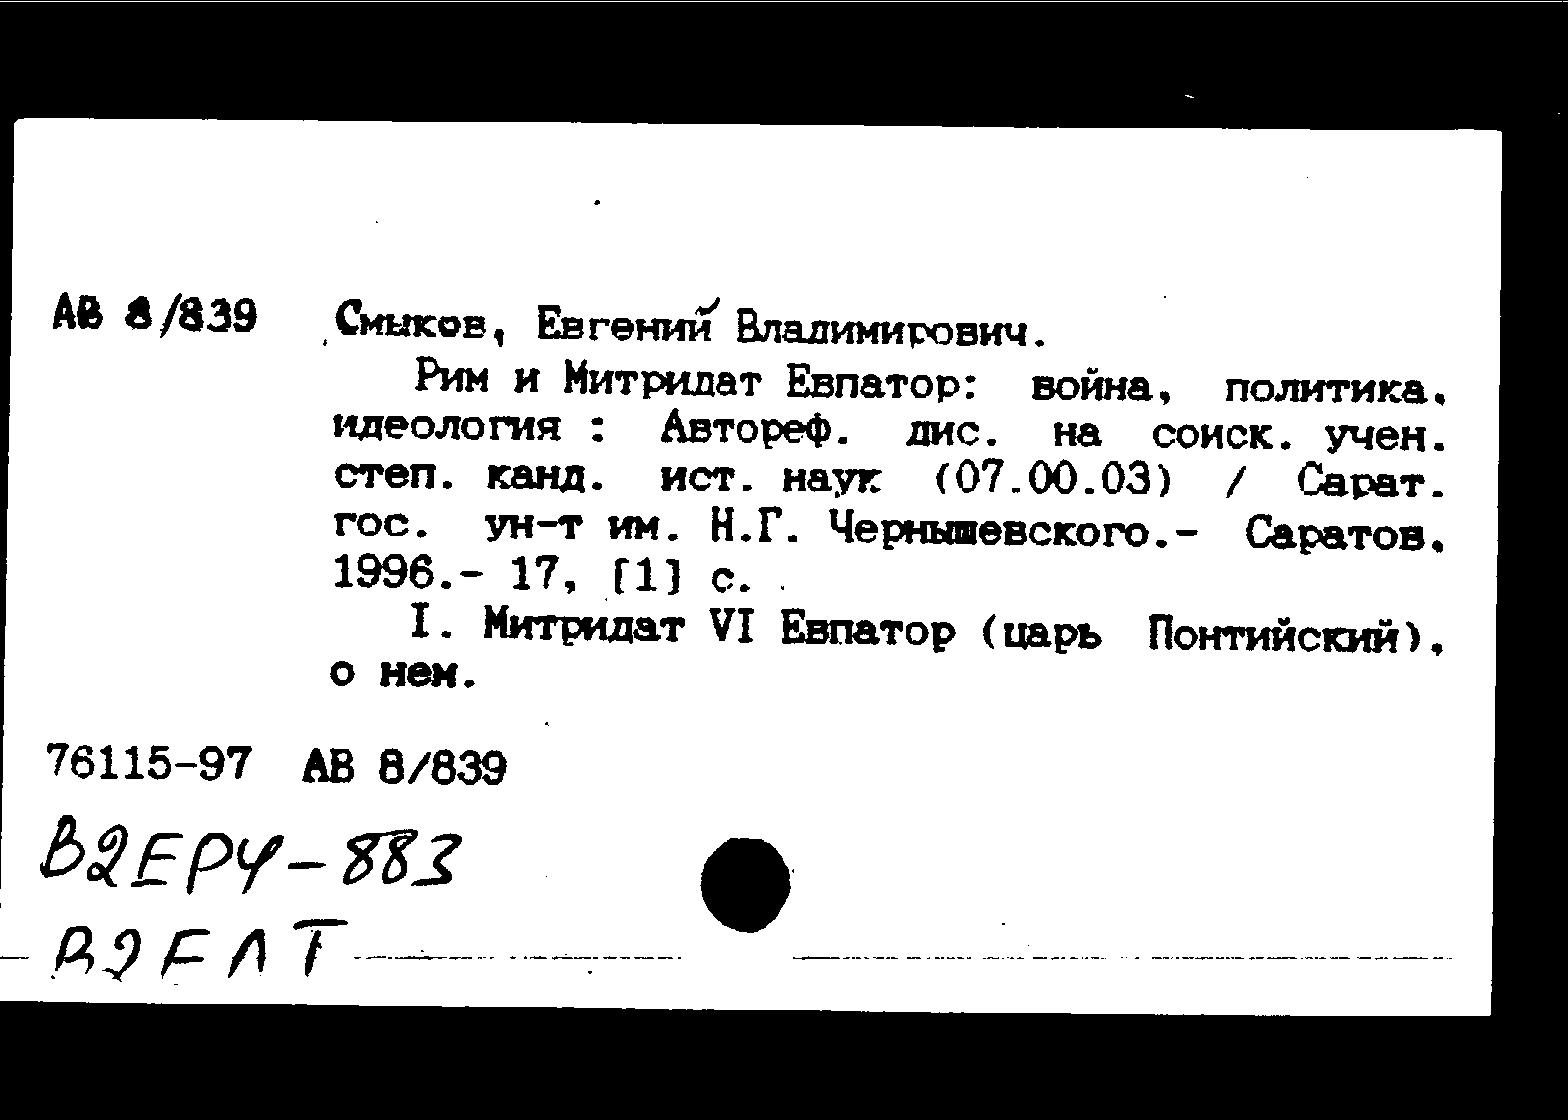 АВ 8/839 Смыков, Евгений Владимирович.
Рим и Митридат Евпатор: война, политика,
идеология : Автореф. дис. на соиск. учен.
степ. канд. ист. наук (07.00.03) / Сарат.
гос. ун-т им. Н.Г. Чернышевского.- Саратов,
1996.- 17, [1] с.
I. Митридат VI Евпатор (царь Понтийский),
о нем.
76115-97 АВ 8/839
В2ЕРУ-883
В2ЕЛТ